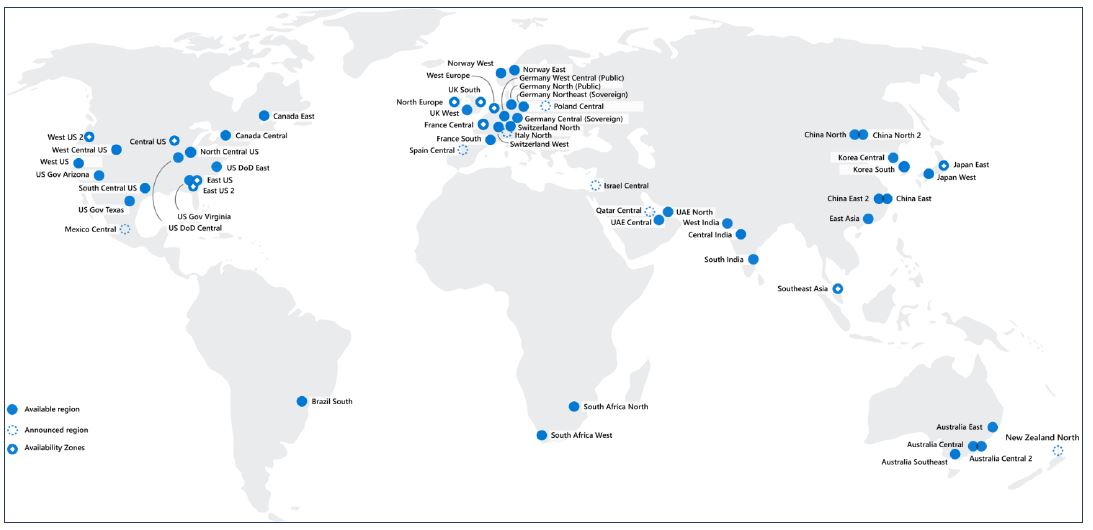 Norway West
Norway East
West Europe
Germany West Central (Public)
Germany North (Public)
Germany Northeast (Sovereign)
UK South
North Europe
Poland Central
UK West
Germany Central (Sovereign)
France Central
Switzerland North
Italy North
France South
Switzerland West
Spain Central
Canada East
West US 2
Central US
Canada Central
West Central US
North Central US
West US
US DoD East
US Gov Arizona
East US
South Central US
East US 2
US Gov Texas
US Gov Virginia
Mexico Central
US DoD Central
China North
China North 2
Korea Central
Korea South
Japan East
Japan West
Israel Central
China East 2
China East
Qatar Central
UAE North
UAE Central
West India
East Asia
Central India
South India
Southeast Asia
Brazil South
South Africa North
South Africa West
Australia East
New Zealand North
Australia Central
Australia Central 2
Australia Southeast
Available region
Announced region
Availability Zones